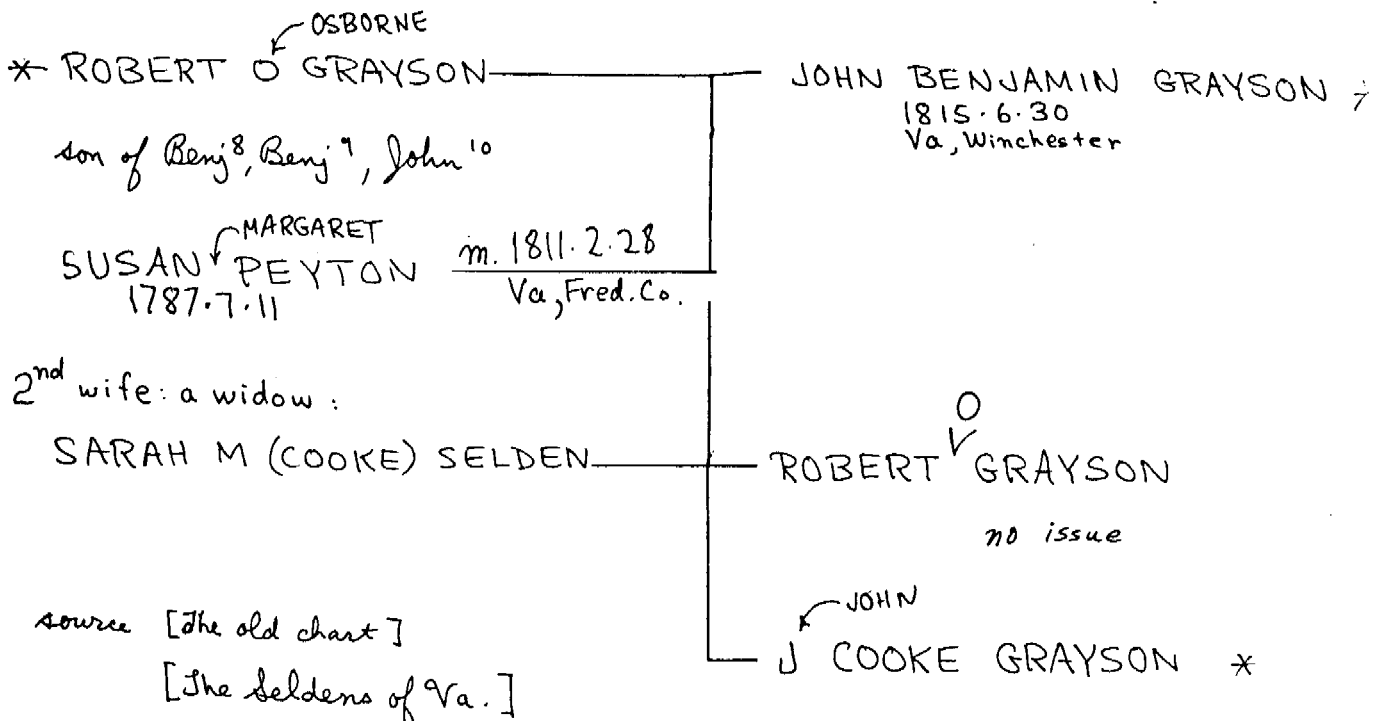 OSBORNE
* ROBERT O GRAYSON
JOHN BENJAMIN GRAYSON
1815.6.30
Va, Winchester
son of Benj⁸, Benj⁹, John¹⁰
MARGARET
SUSAN PEYTON
1787.7.11
m. 1811.2.28
Va, Fred. Co.
2nd wife: a widow:
SARAH M (COOKE) SELDEN
O
ROBERT GRAYSON
no issue
JOHN
J COOKE GRAYSON *
source [The old chart]
[The Seldens of Va.]